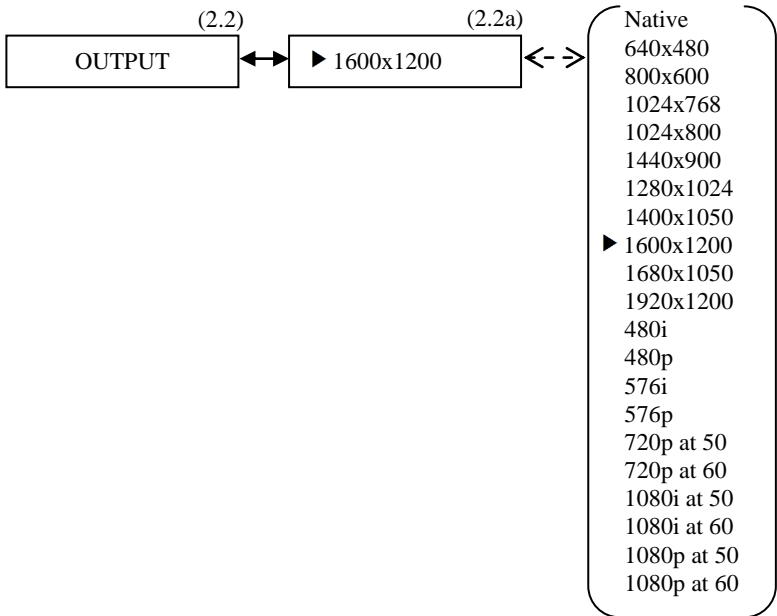 (2.2)
(2.2a)
OUTPUT
▶ 1600x1200
Native
640x480
800x600
1024x768
1024x800
1440x900
1280x1024
1400x1050
▶ 1600x1200
1680x1050
1920x1200
480i
480p
576i
576p
720p at 50
720p at 60
1080i at 50
1080i at 60
1080p at 50
1080p at 60